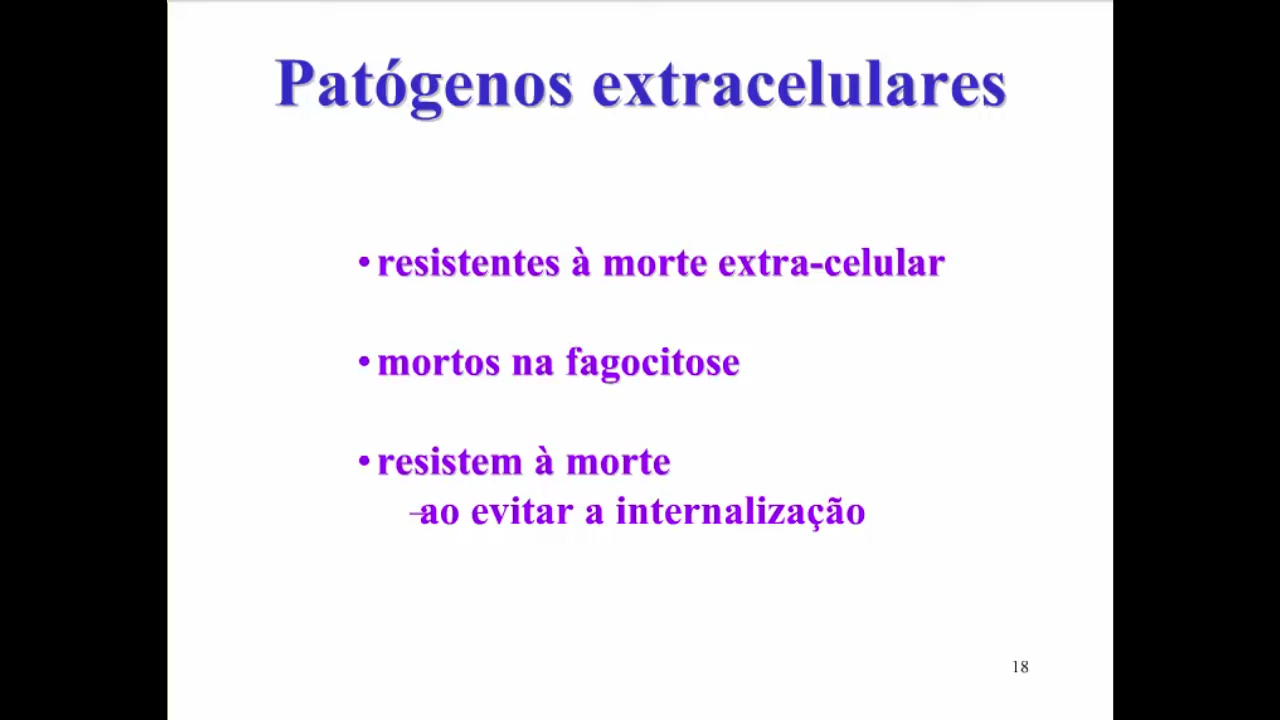 Patógenos extracelulares
•resistentes à morte extra-celular
•mortos na fagocitose
•resistem à morte
–ao evitar a internalização
18